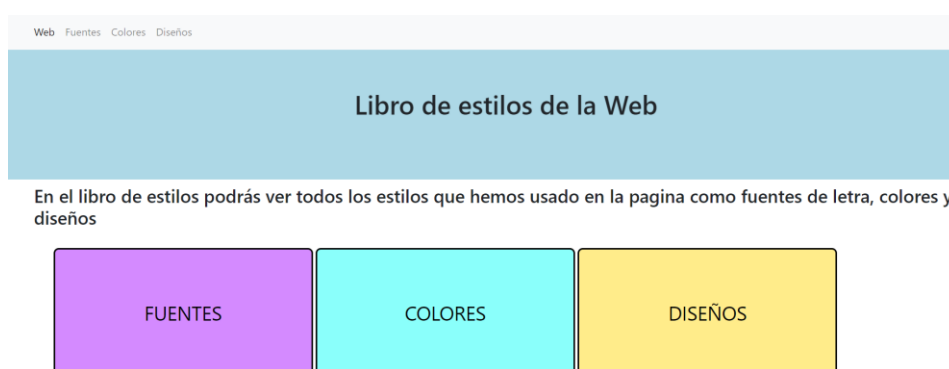 Web Fuentes Colores Diseños
Libro de estilos de la Web
En el libro de estilos podrás ver todos los estilos que hemos usado en la pagina como fuentes de letra, colores y
diseños
FUENTES COLORES DISEÑOS